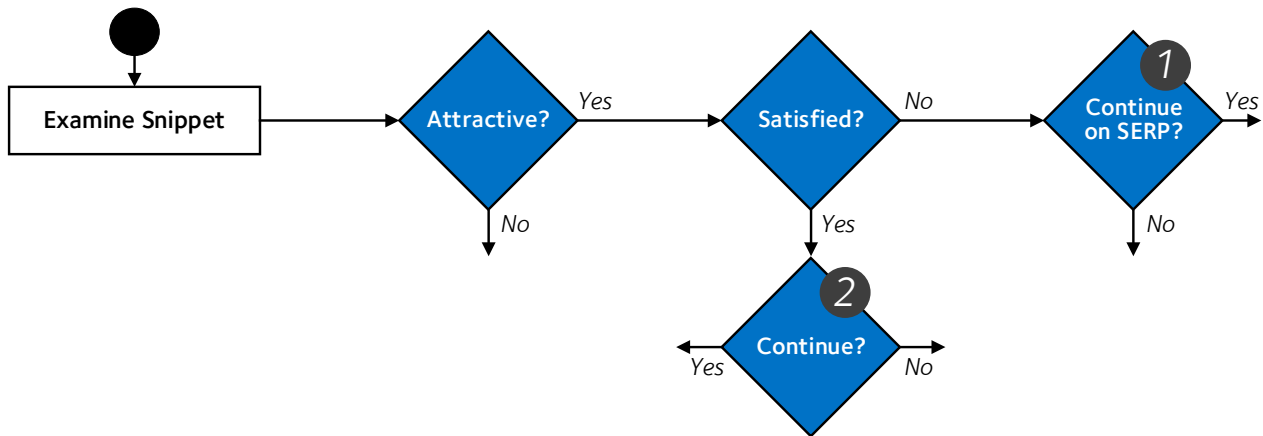 1
Examine Snippet
Attractive?
Yes
Satisfied?
No
Continue
on SERP?
Yes
No
Yes
No
2
Continue?
Yes
No